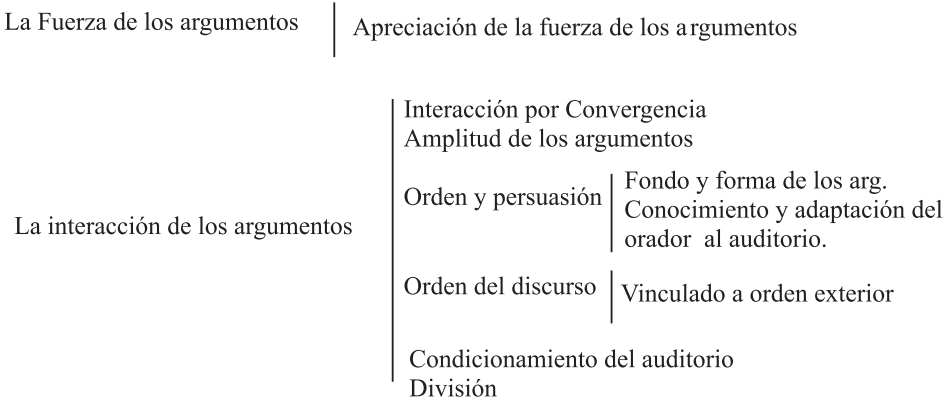 La Fuerza de los argumentos
Apreciación de la fuerza de los argumentos
Interacción por Convergencia
Amplitud de los argumentos
Orden y persuasión
Fondo y forma de los arg.
Conocimiento y adaptación del
orador al auditorio.
La interacción de los argumentos
Orden del discurso
Vinculado a orden exterior
Condicionamiento del auditorio
División